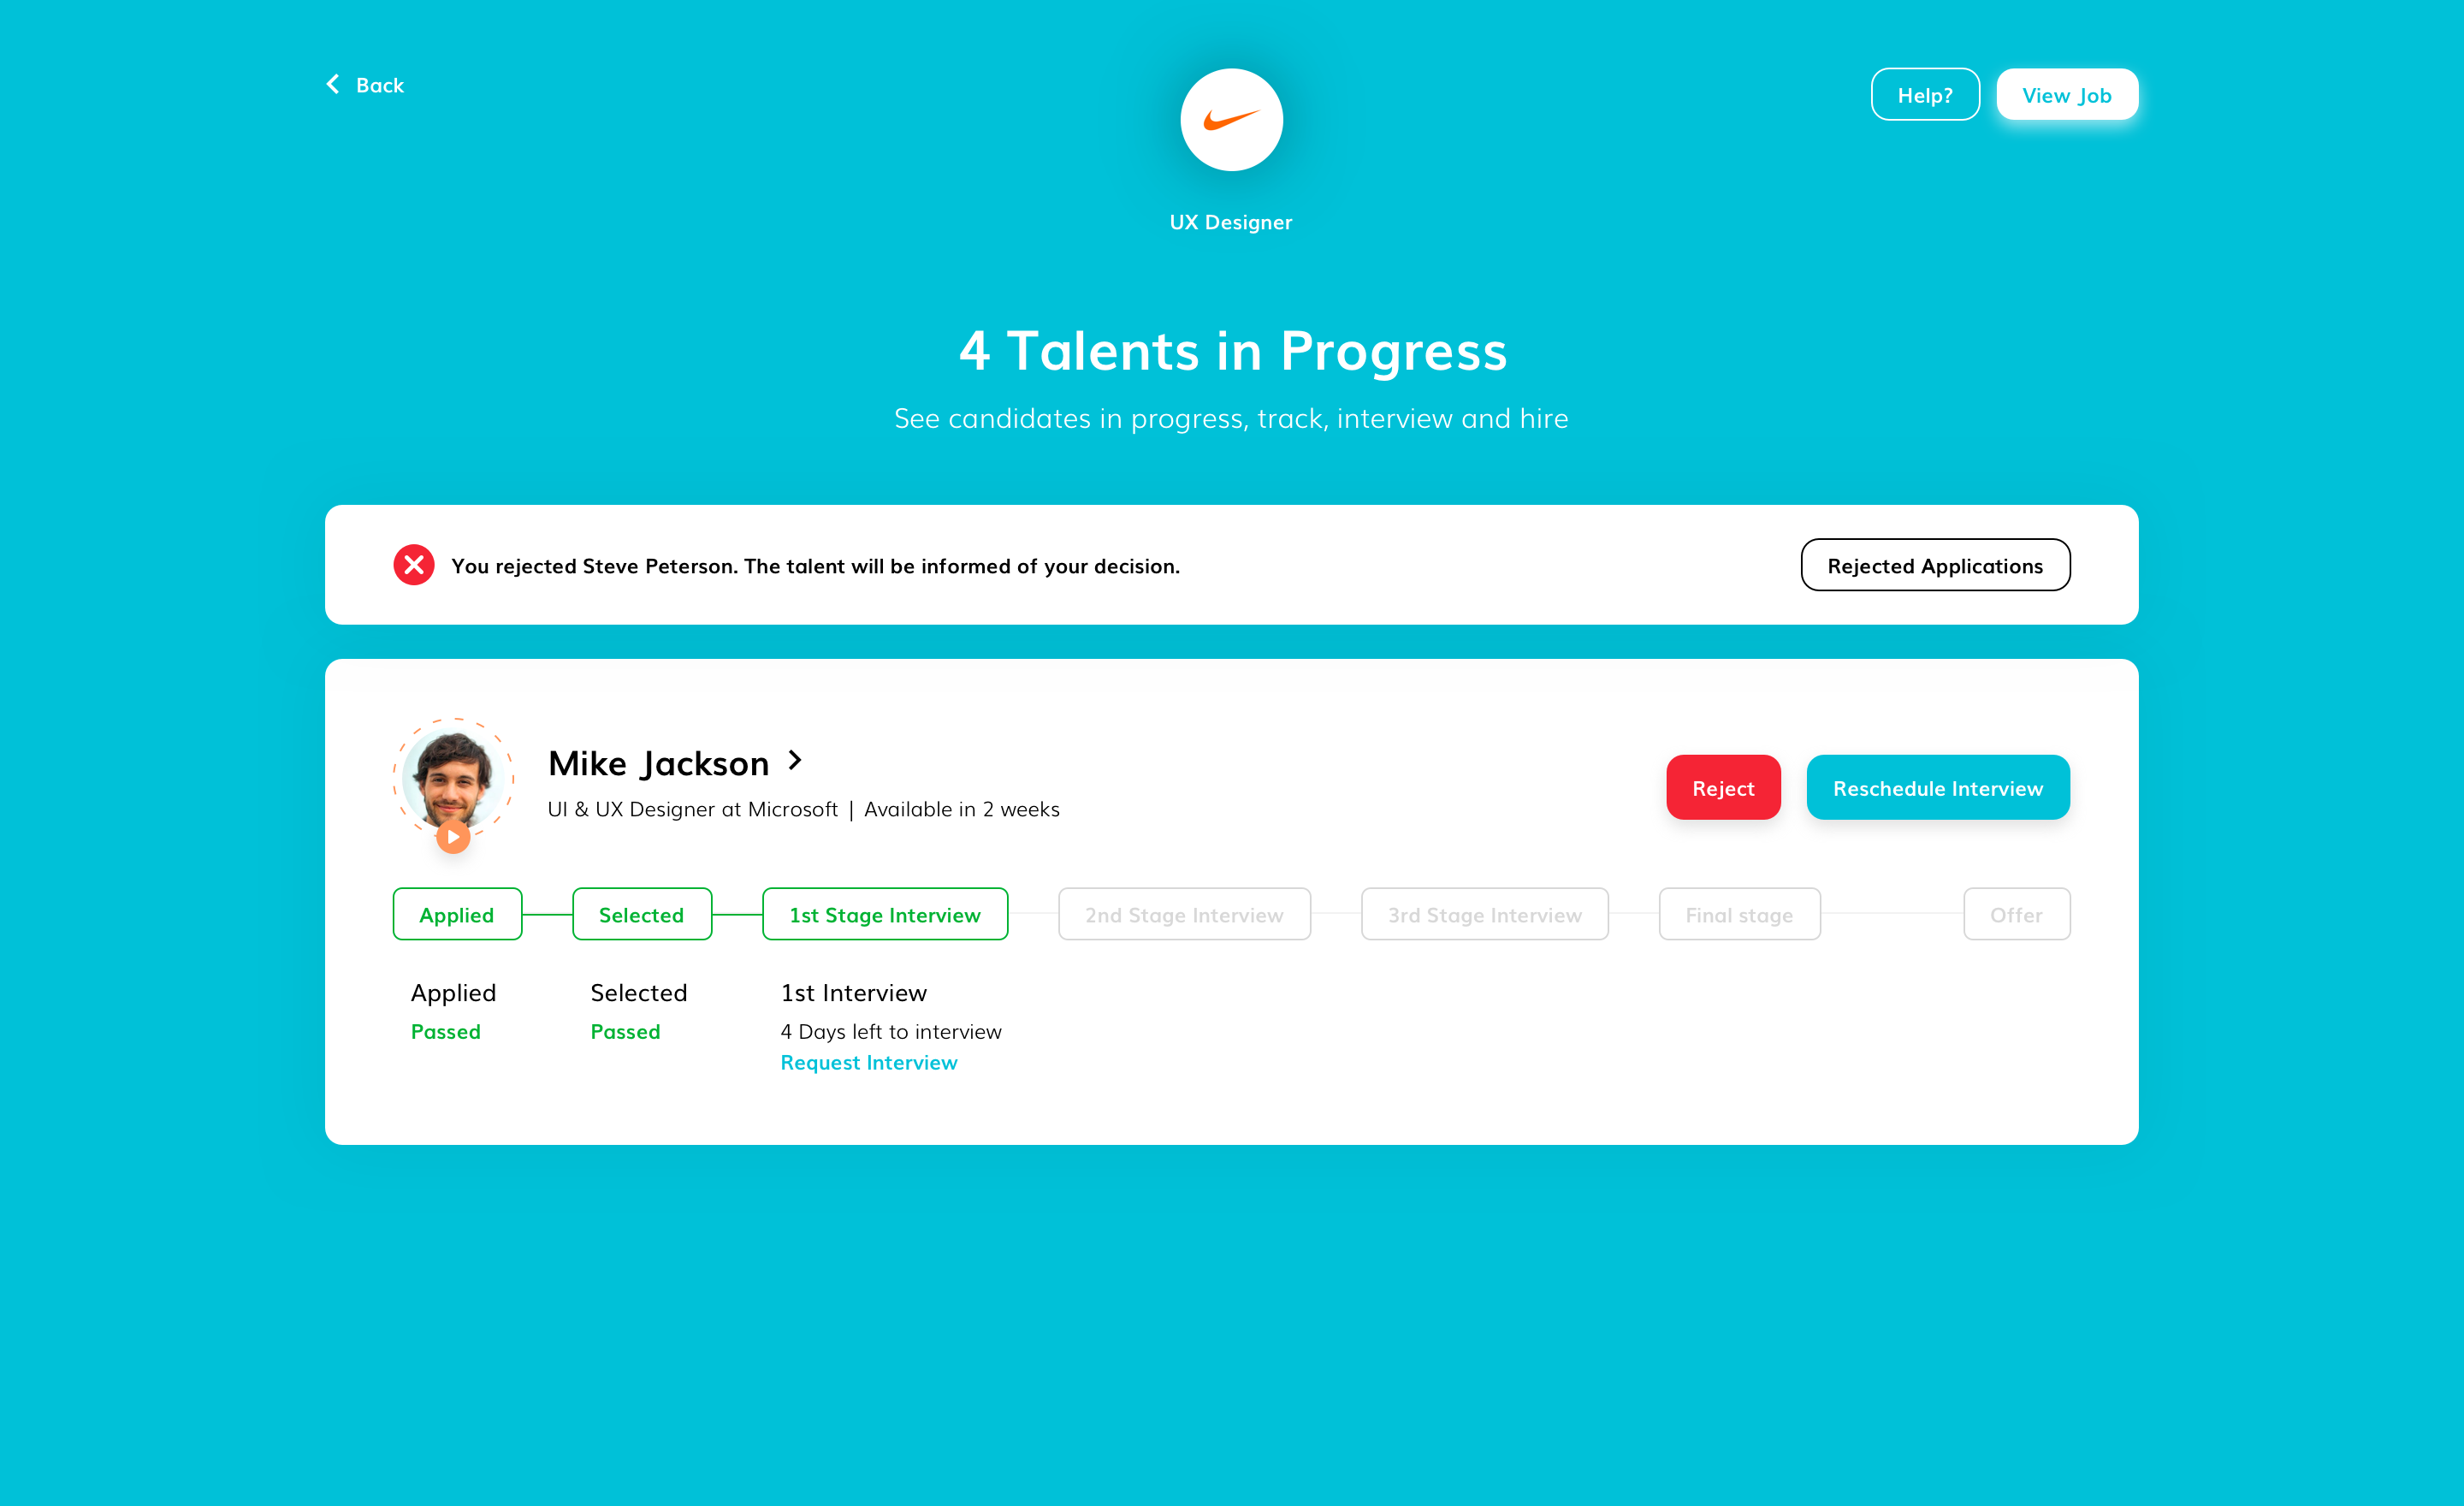 Back
Help?
View Job
UX Designer
4 Talents in Progress
See candidates in progress, track, interview and hire
You rejected Steve Peterson. The talent will be informed of your decision.
Rejected Applications
Mike Jackson
UI & UX Designer at Microsoft | Available in 2 weeks
Reject
Reschedule Interview
Applied
Selected
1st Stage Interview
2nd Stage Interview
3rd Stage Interview
Final stage
Offer
Applied
Passed
Selected
Passed
1st Interview
4 Days left to interview
Request Interview